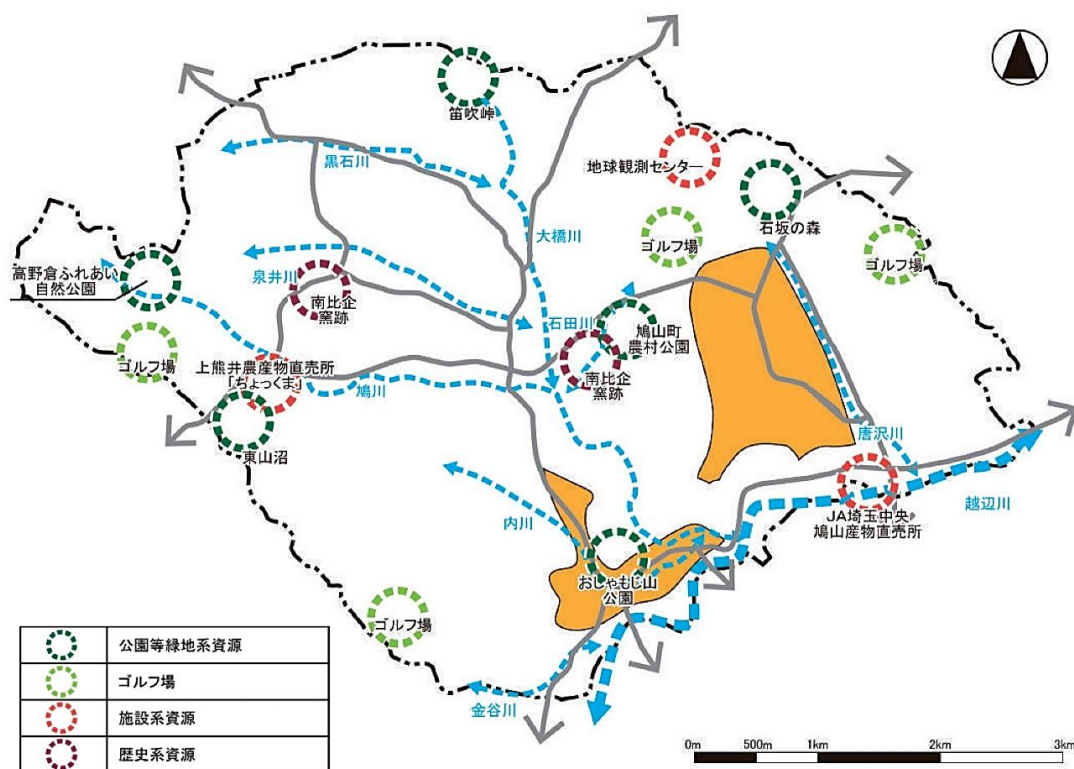 笛吹峠
黒石川
地球観測センター
石坂の森
大橋川
ゴルフ場
ゴルフ場
高野倉ふれあい
自然公園
泉井川
南比企
窯跡
石田川
鳩山町
農村公園
ゴルフ場
上熊井農産物直売所
「ちょっくま」
鳩川
南比企
窯跡
東山沼
唐沢川
内川
越辺川
JA埼玉中央
鳩山産物直売所
おしゃもじ山
公園
ゴルフ場
金谷川
公園等緑地系資源
ゴルフ場
施設系資源
歴史系資源
0m 500m 1km 2km 3km